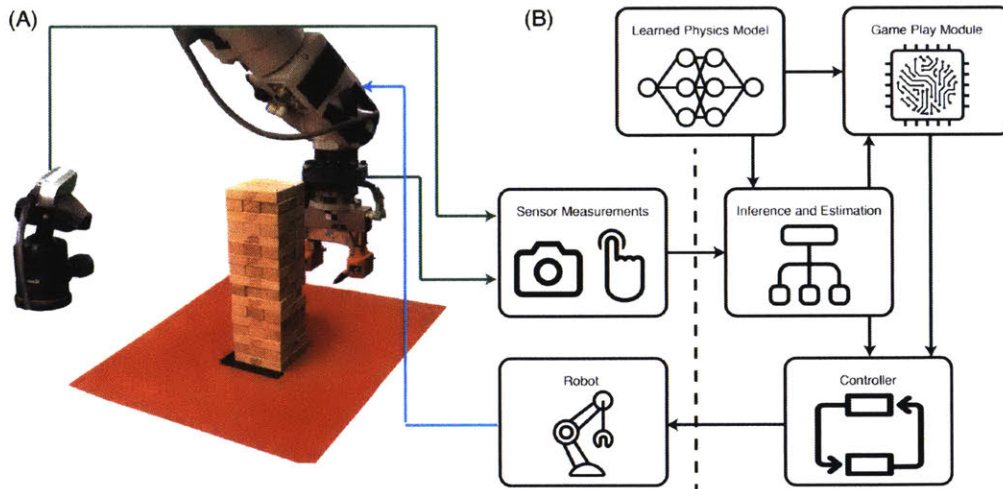 (A)
(B)
Learned Physics Model
Game Play Module
Sensor Measurements
Inference and Estimation
Robot
Controller